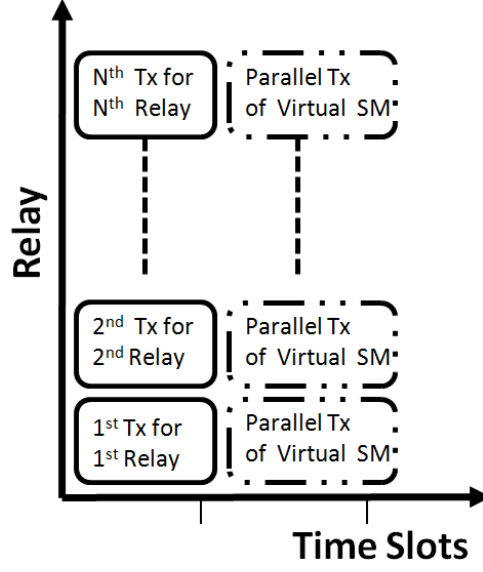 Nth Tx for
Nth Relay
Parallel Tx
of Virtual SM
Relay
2nd Tx for
2nd Relay
Parallel Tx
of Virtual SM
1st Tx for
1st Relay
Parallel Tx
of Virtual SM
Time Slots